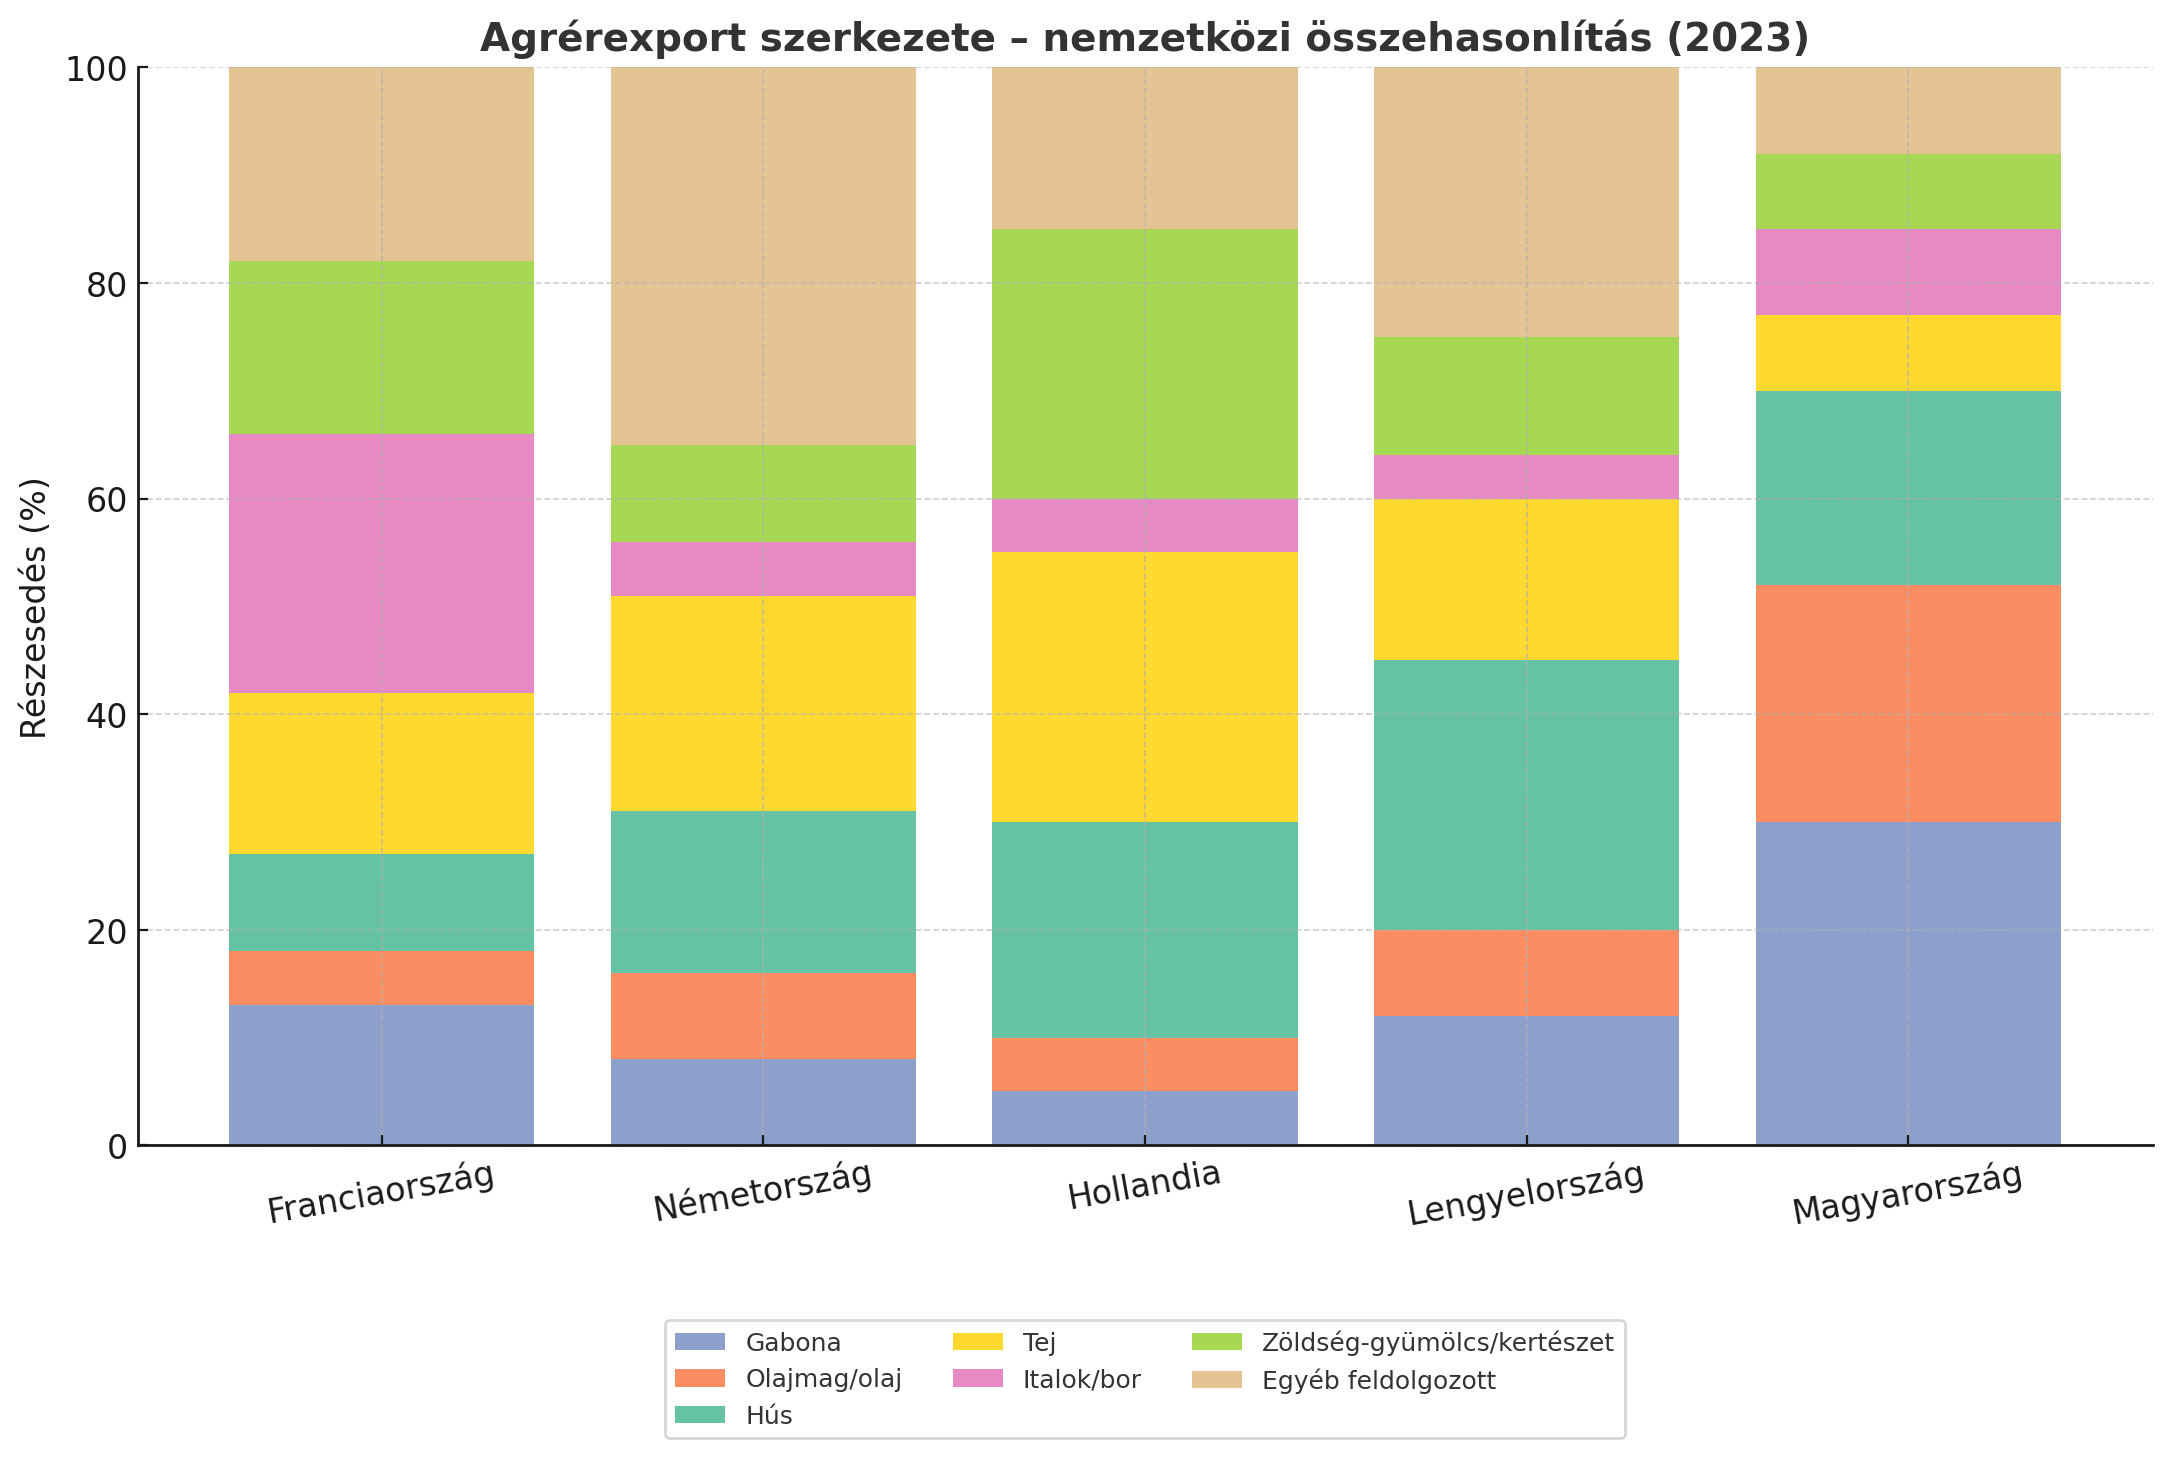 Agrérexport szerkezete – nemzetközi összehasonlítás (2023)
Részesedés (%)
100
80
60
40
20
0
Franciaország
Németország
Hollandia
Lengyelország
Magyarország
Gabona
Olajmag/olaj
Hús
Tej
Italok/bor
Zöldség-gyümölcs/kertészet
Egyéb feldolgozott